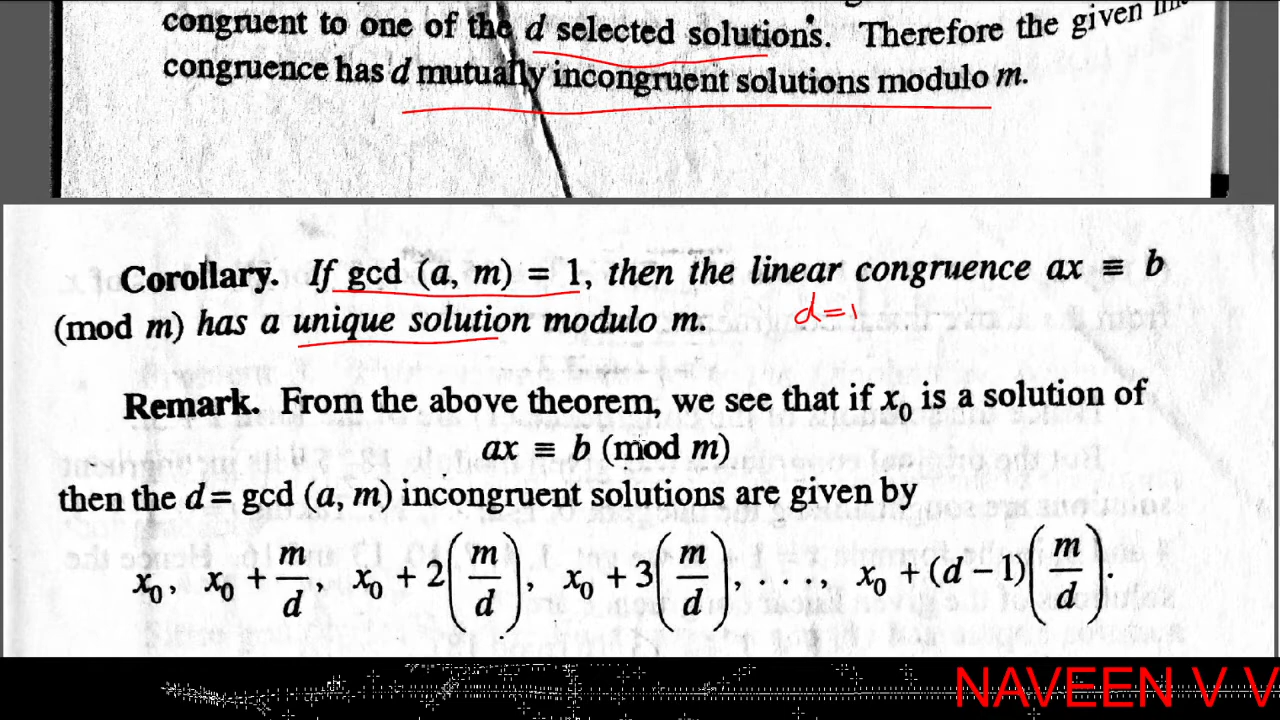 congruent to one of the d selected solutions. Therefore the given
congruence has d mutually incongruent solutions modulo m.
Corollary. If gcd (a, m) = 1, then the linear congruence ax ≡ b
(mod m) has a unique solution modulo m.
d=1
Remark. From the above theorem, we see that if x₀ is a solution of
ax ≡ b (mod m)
then the d = gcd (a, m) incongruent solutions are given by
x₀, x₀ + m/d, x₀ + 2(m/d), x₀ + 3(m/d), . . . ., x₀ + (d − 1)(m/d).
NAVEEN V V